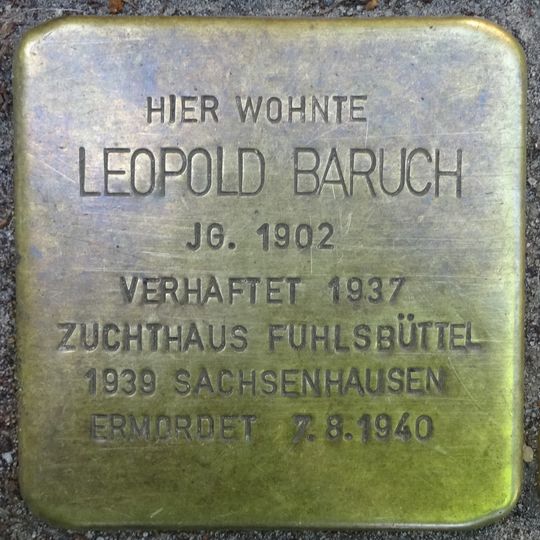 HIER WOHNTE
LEOPOLD BARUCH
JG. 1902
VERHAFTET 1937
ZUCHTHAUS FUHLSBÜTTEL
1939 SACHSENHAUSEN
ERMORDET 7.8.1940